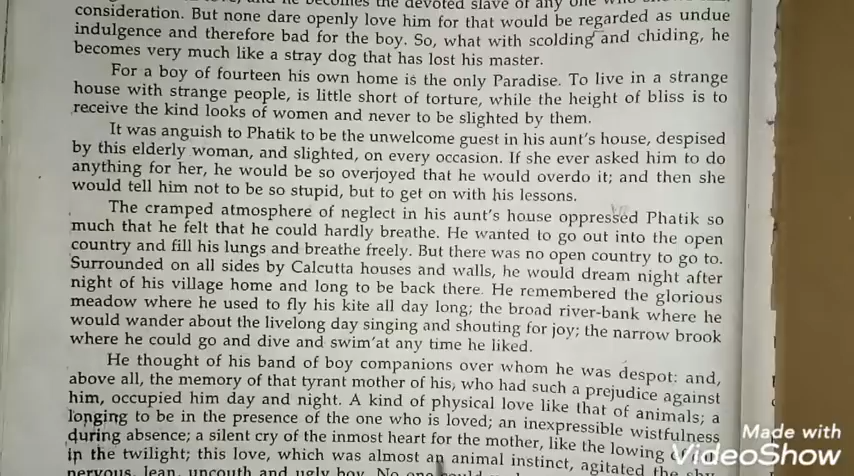 becomes the devoted slave of any one who
consideration. But none dare openly love him for that would be regarded as undue
indulgence and therefore bad for the boy. So, what with scolding and chiding, he
becomes very much like a stray dog that has lost his master.
For a boy of fourteen his own home is the only Paradise. To live in a strange
house with strange people, is little short of torture, while the height of bliss is to
receive the kind looks of women and never to be slighted by them.
It was anguish to Phatik to be the unwelcome guest in his aunt's house, despised
by this elderly woman, and slighted, on every occasion. If she ever asked him to do
anything for her, he would be so overjoyed that he would overdo it; and then she
would tell him not to be so stupid, but to get on with his lessons.
The cramped atmosphere of neglect in his aunt's house oppressed Phatik so
much that he felt that he could hardly breathe. He wanted to go out into the open
country and fill his lungs and breathe freely. But there was no open country to go to.
Surrounded on all sides by Calcutta houses and walls, he would dream night after
night of his village home and long to be back there. He remembered the glorious
meadow where he used to fly his kite all day long; the broad river-bank where he
would wander about the livelong day singing and shouting for joy; the narrow brook
where he could go and dive and swim at any time he liked.
He thought of his band of boy companions over whom he was despot: and,
above all, the memory of that tyrant mother of his, who had such a prejudice against
him, occupied him day and night. A kind of physical love like that of animals; a
longing to be in the presence of the one who is loved; an inexpressible wistfulness
during absence; a silent cry of the inmost heart for the mother, like the lowing
in the twilight; this love, which was almost an animal instinct, agitated the
nervous, lean, uncouth and ugly boy. No one
Made with
VideoShow